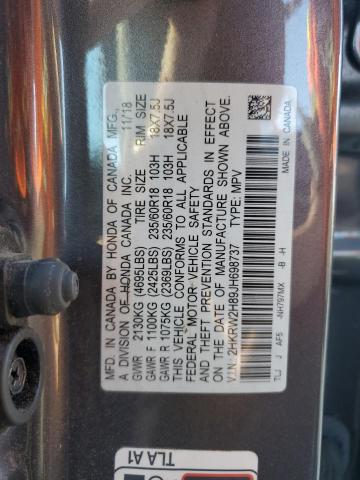 MFD. IN CANADA BY HONDA OF CANADA MFG.,
A DIVISION OF HONDA CANADA INC. 11/18
GVWR 2130KG (4695LBS) TIRE SIZE RIM SIZE
GAWR F 1100KG (2425LBS) 235/60R18 103H 18X7.5J
GAWR R 1075KG (2369LBS) 235/60R18 103H 18X7.5J
THIS VEHICLE CONFORMS TO ALL APPLICABLE
FEDERAL MOTOR VEHICLE SAFETY
AND THEFT PREVENTION STANDARDS IN EFFECT
ON THE DATE OF MANUFACTURE SHOWN ABOVE.
V.I.N: 2HKRW2H89JH698737 TYPE: MPV
TLJ J AF5 -NH797MX -B -H MADE IN CANADA
TLA A1